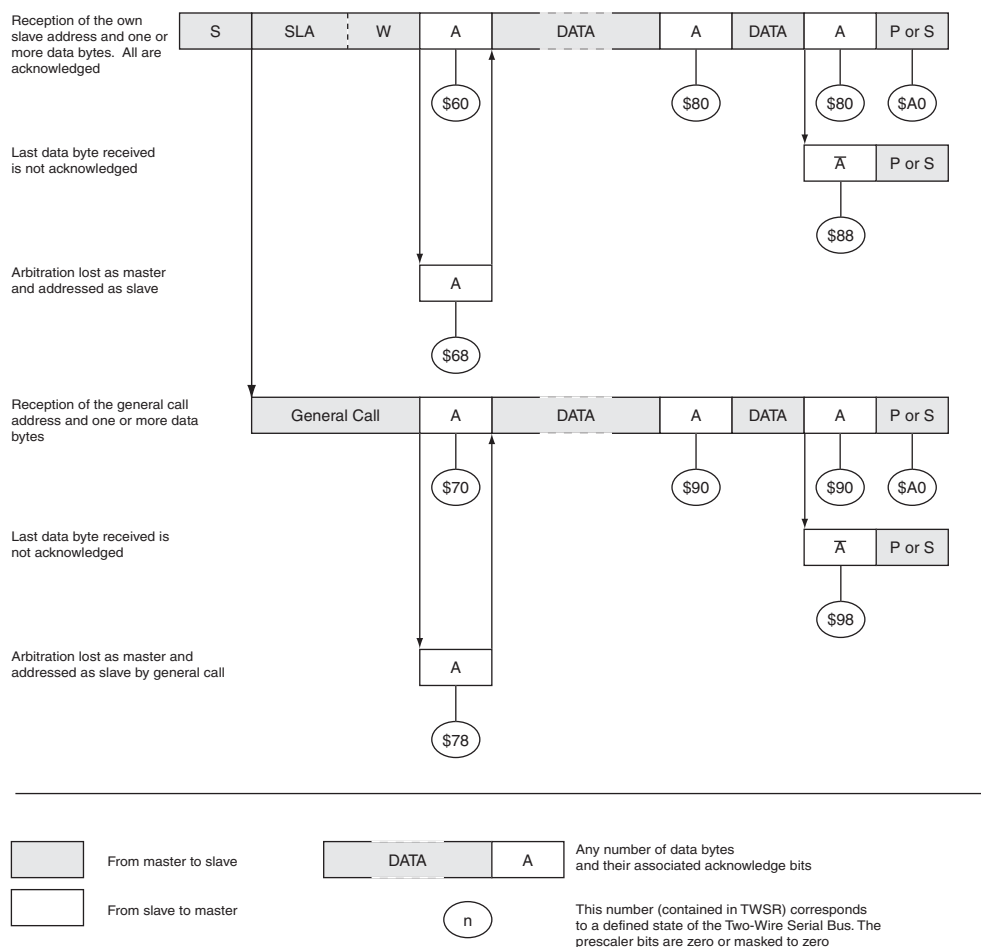 Reception of the own
slave address and one or
more data bytes. All are
acknowledged
S SLA W A DATA A DATA A P or S
$60 $80 $80 $A0
Last data byte received
is not acknowledged
A̅ P or S
$88
Arbitration lost as master
and addressed as slave
A
$68
Reception of the general call
address and one or more data
bytes
General Call A DATA A DATA A P or S
$70 $90 $90 $A0
Last data byte received is
not acknowledged
A̅ P or S
$98
Arbitration lost as master and
addressed as slave by general call
A
$78
From master to slave
DATA A
Any number of data bytes
and their associated acknowledge bits
From slave to master
n
This number (contained in TWSR) corresponds
to a defined state of the Two-Wire Serial Bus. The
prescaler bits are zero or masked to zero